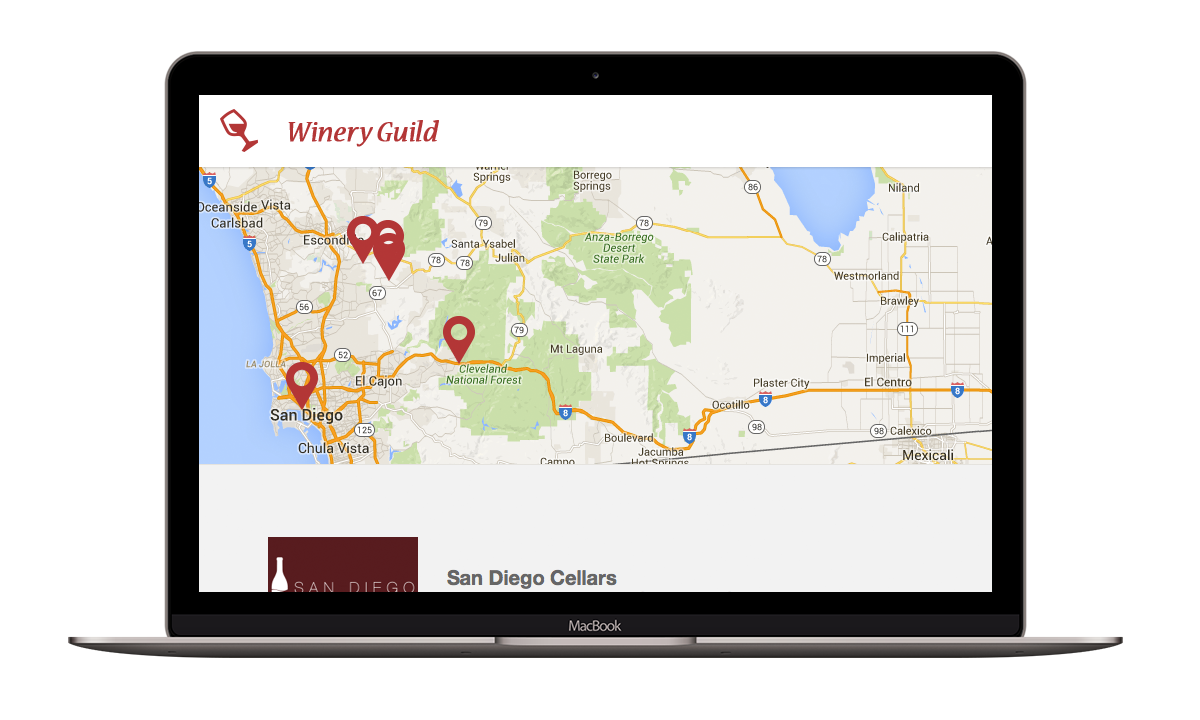 Winery Guild
5
Warner
Springs
Borrego
Springs
86
Niland
Oceanside Vista
Carlsbad
79
78
Calipatria
5
Escondido
Santa Ysabel
Anza-Borrego
Desert
State Park
78
78
Julian
78
Westmorland
67
56
Brawley
79
111
52
Mt Laguna
LA JOLLA
Imperial
Cleveland
National Forest
El Cajon
Plaster City
El Centro
8
8
San Diego
8
Ocotillo
125
98
98
Calexico
8
Chula Vista
Boulevard
Jacumba
Hot Springs
Mexicali
Campo
SAN DIEGO
San Diego Cellars
MacBook